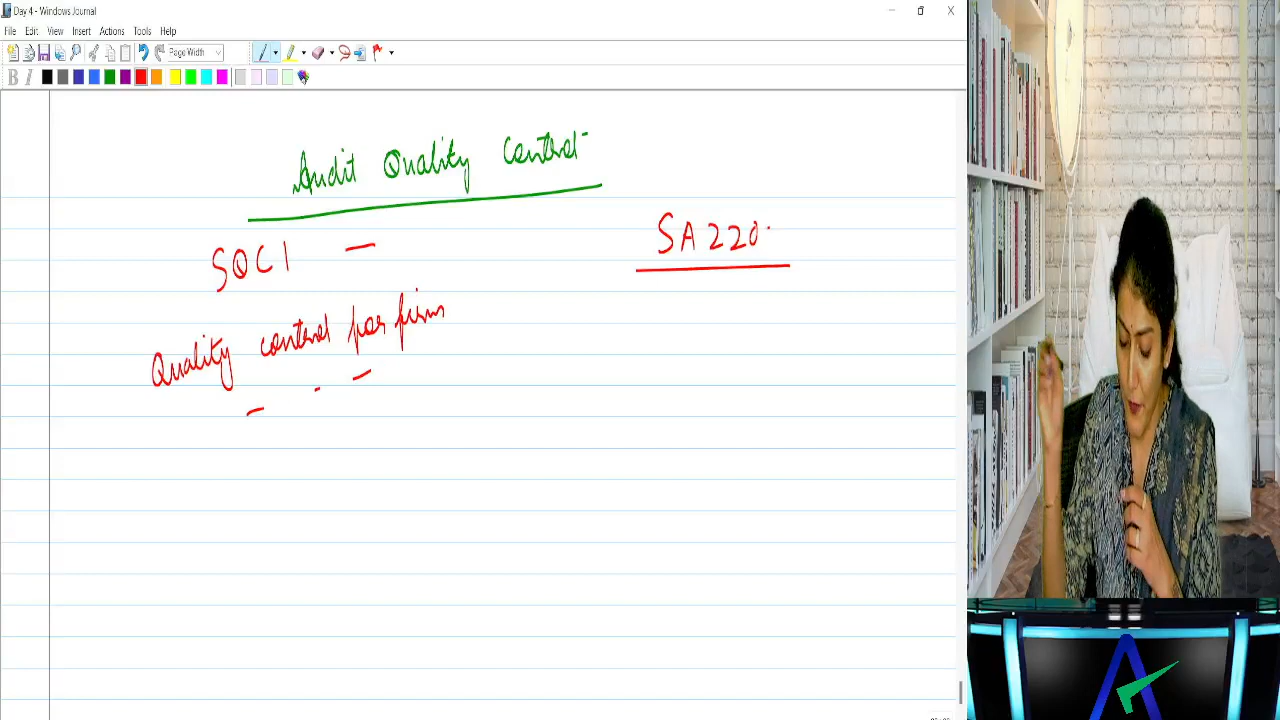 Day 4 - Windows Journal
File Edit View Insert Actions Tools Help
Page Width
B I
Audit Quality Control
SQC 1 —
SA 220.
Quality control for firm